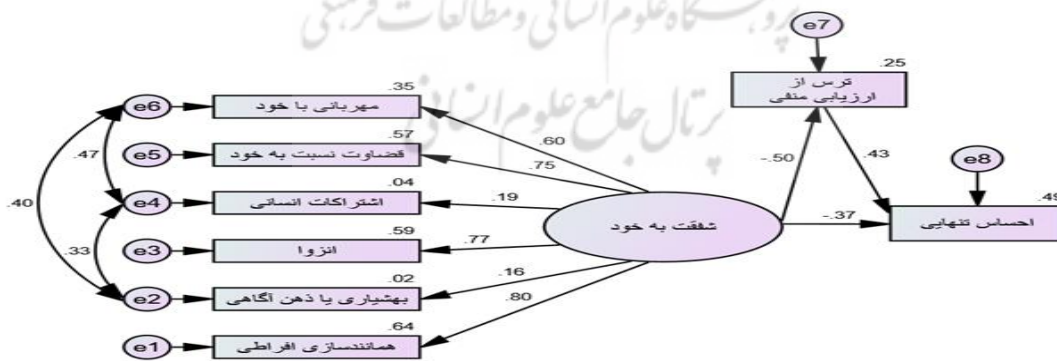 پژوهشگاه علوم انسانی و مطالعات فرهنگی
پرتال جامع علوم انسانی
e7
.25
ترس از
ارزیابی منفی
e6
.35
مهربانی با خود
.60
e5
.57
قضاوت نسبت به خود
.75
.47
-.50
.43
e8
e4
.04
اشتراکات انسانی
.19
.40
.49
شفقت به خود
-.37
احساس تنهایی
e3
.59
انزوا
.77
.33
e2
.02
بهشیاری یا ذهن آگاهی
.16
.80
e1
.64
همانندسازی افراطی